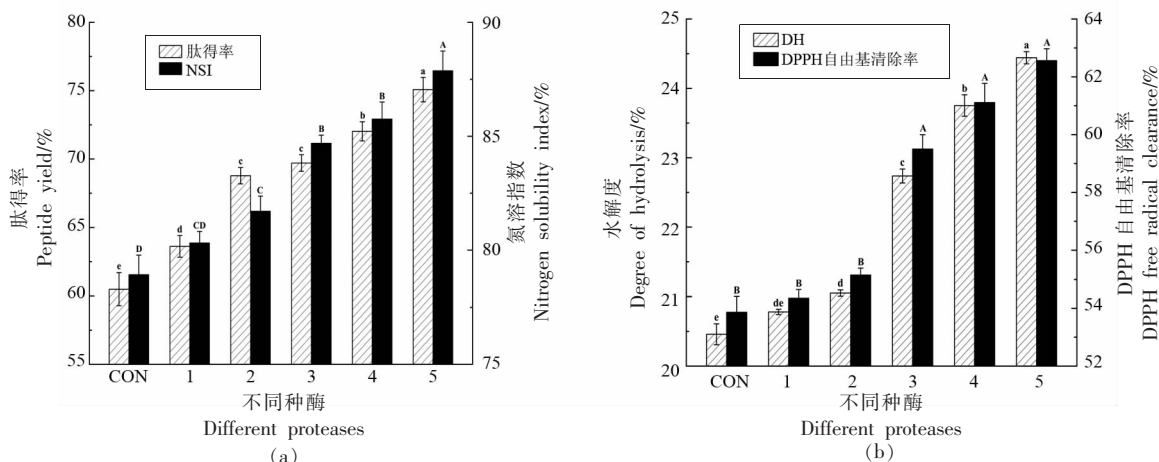 80
75
70
65
60
55
肽得率
Peptide yield/%
肽得率
NSI
e
D
d
CD
c
C
c
B
b
B
a
A
90
85
80
75
氮溶指数
Nitrogen solubility index/%
CON 1 2 3 4 5
不同种酶
Different proteases
(a)
25
24
23
22
21
20
水解度
Degree of hydrolysis/%
DH
DPPH自由基清除率
e
B
de
B
d
B
c
A
b
A
a
A
64
62
60
58
56
54
52
DPPH 自由基清除率
DPPH free radical clearance/%
CON 1 2 3 4 5
不同种酶
Different proteases
(b)